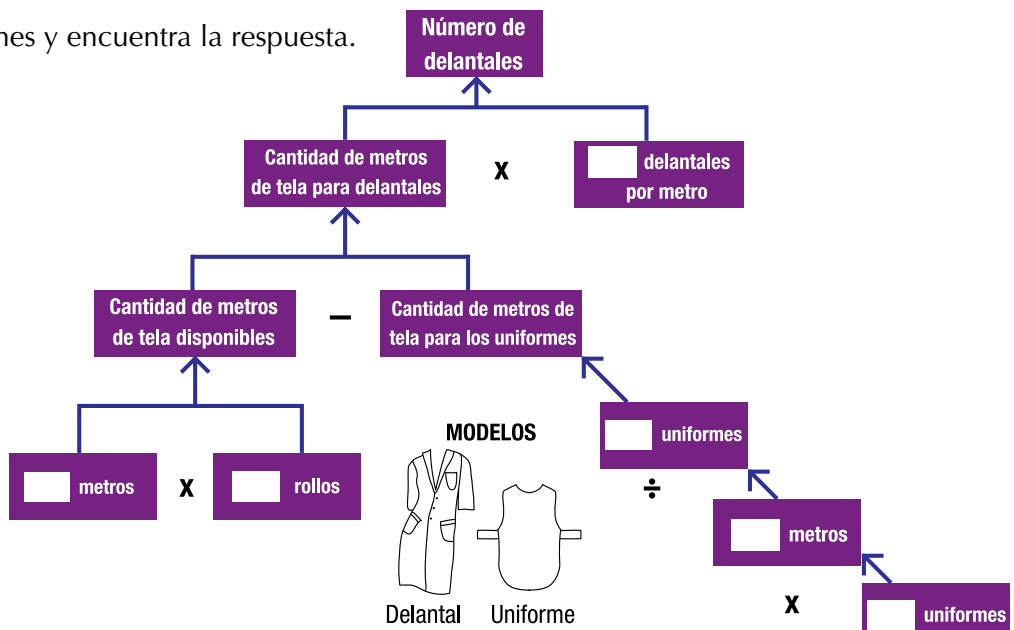 nes y encuentra la respuesta.
Número de
delantales
Cantidad de metros
de tela para delantales
x
delantales
por metro
Cantidad de metros
de tela disponibles
–
Cantidad de metros de
tela para los uniformes
metros
x
rollos
MODELOS
Delantal
Uniforme
uniformes
÷
metros
x
uniformes